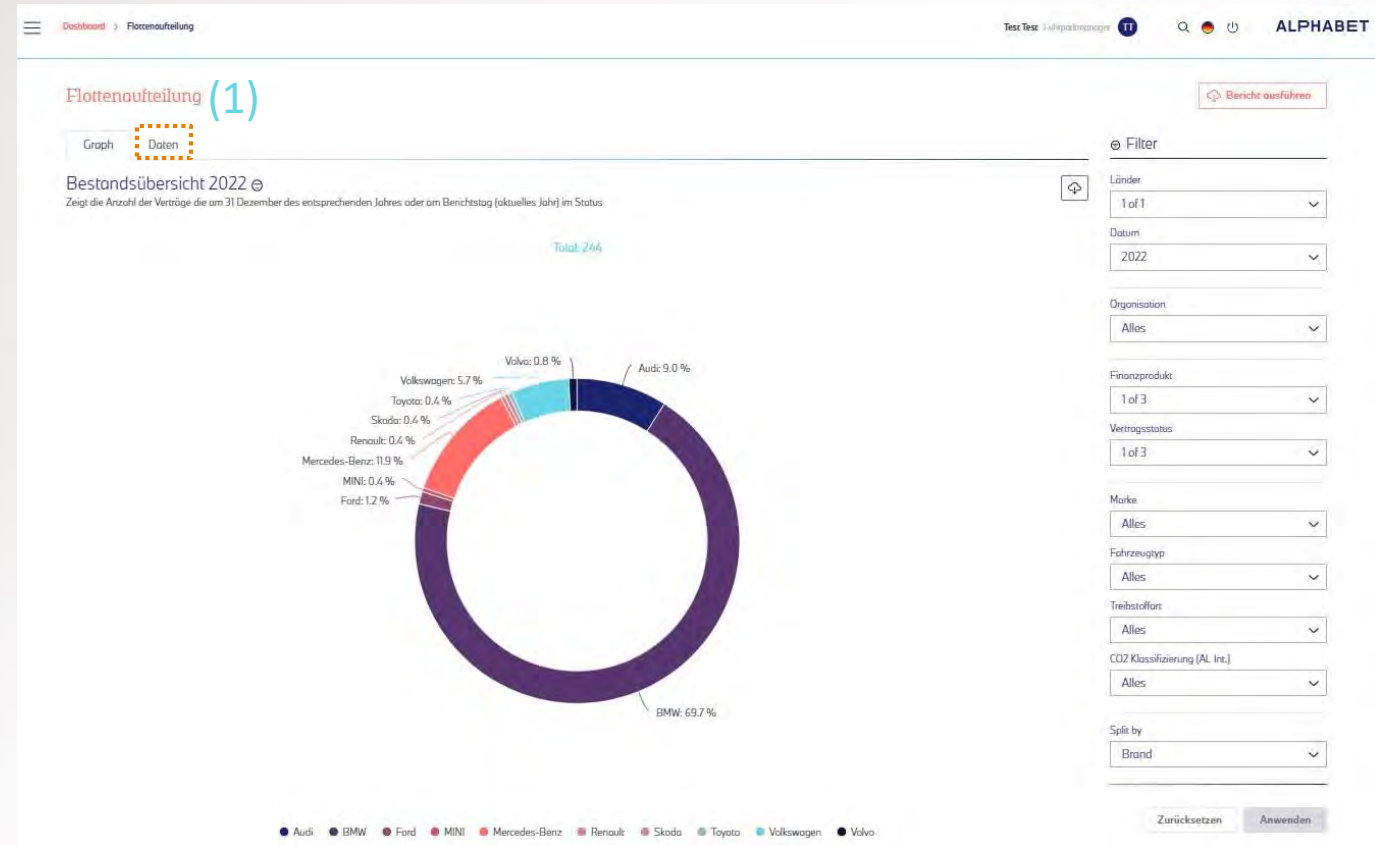 Dashboard > Flottenaufteilung
Test Test
TT
ALPHABET
Flottenaufteilung (1)
Bericht ausführen
Graph Daten
Filter
Bestandsübersicht 2022
Zeigt die Anzahl der Verträge die am 31 Dezember des entsprechenden Jahres oder am Berichtstag (aktuelles Jahr) im Status
Total: 244
Länder
1 of 1
Datum
2022
Organisation
Alles
Finanzprodukt
1 of 3
Vertragsstatus
1 of 3
Marke
Alles
Fahrzeugtyp
Alles
Treibstoffart
Alles
CO2 Klassifizierung (AL Int.)
Alles
Split by
Brand
Zurücksetzen Anwenden
Volvo: 0.8 %
Audi: 9.0 %
Volkswagen: 5.7 %
Toyota: 0.4 %
Skoda: 0.4 %
Renault: 0.4 %
Mercedes-Benz: 11.9 %
MINI: 0.4 %
Ford: 1.2 %
BMW: 69.7 %
Audi BMW Ford MINI Mercedes-Benz Renault Skoda Toyota Volkswagen Volvo